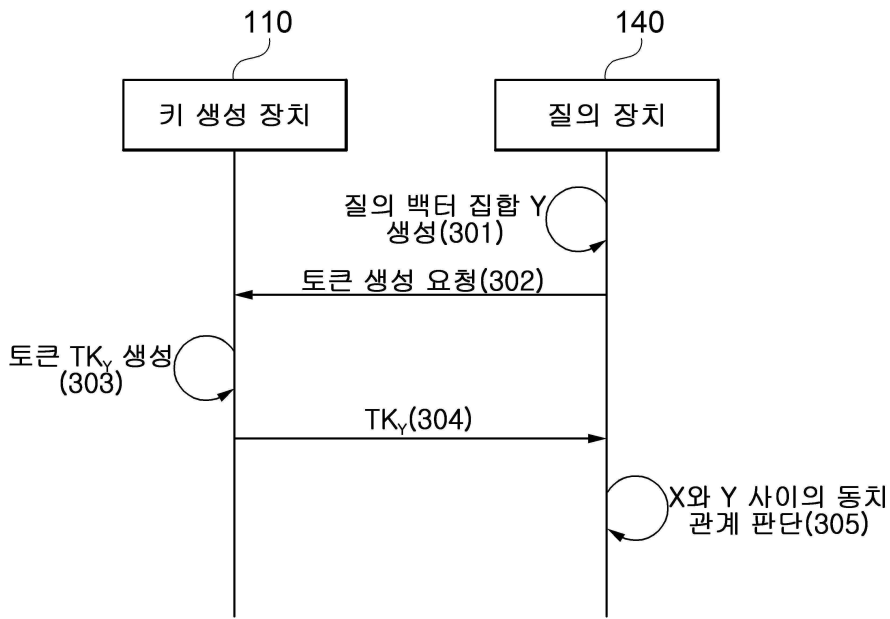 110
140
키 생성 장치
질의 장치
질의 백터 집합 Y
생성(301)
토큰 생성 요청(302)
토큰 TKY 생성
(303)
TKY(304)
X와 Y 사이의 동치
관계 판단(305)